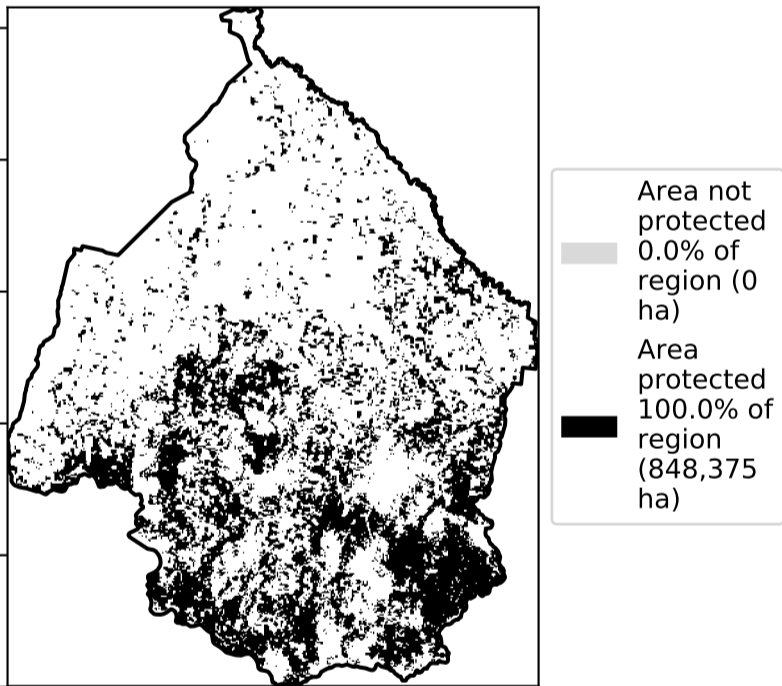 Area not
protected
0.0% of
region (0
ha)
Area
protected
100.0% of
region
(848,375
ha)